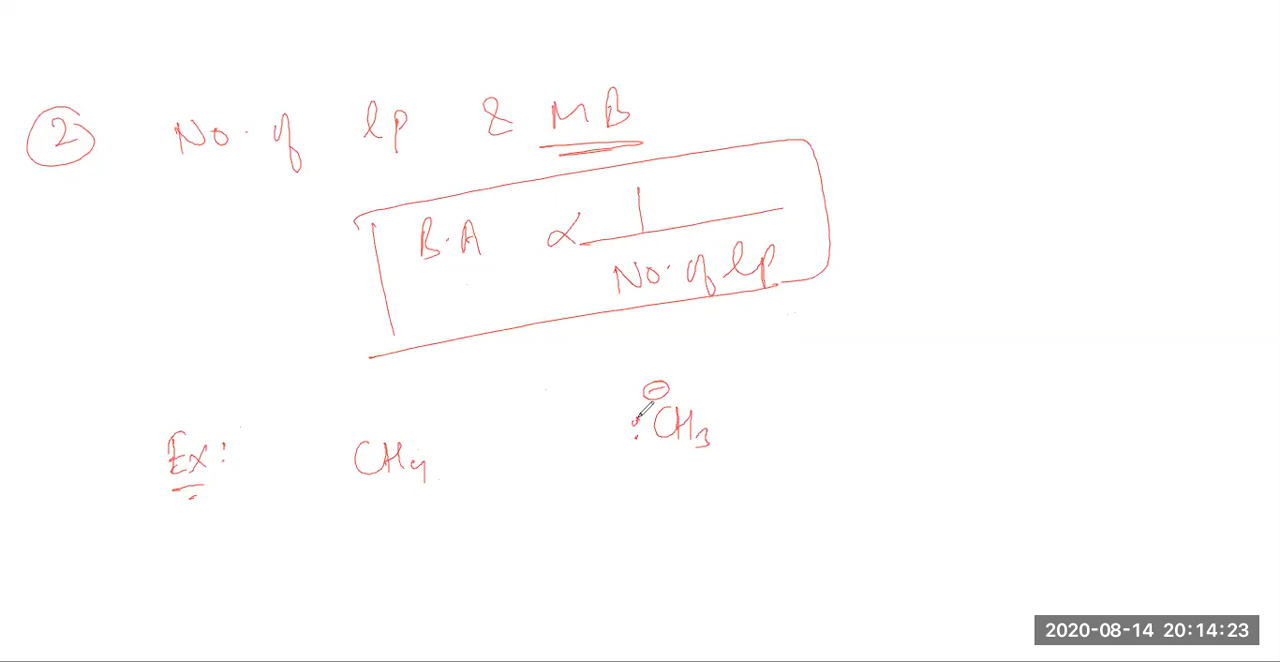 ② No. of lp & MB
B.A ∝ 1
No. of lp
⊖
:CH₃
Ex: CH₄
2020-08-14 20:14:23